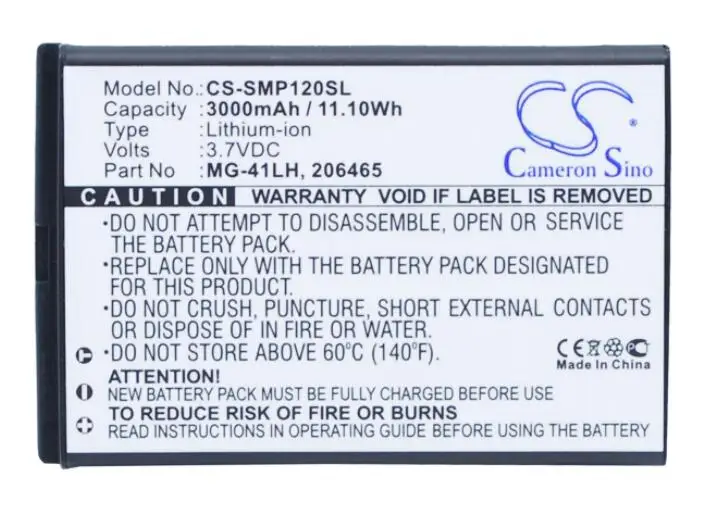 Model No.: CS-SMP120SL
Capacity : 3000mAh / 11.10Wh
Type : Lithium-ion
Volts : 3.7VDC
Part No : MG-41LH, 206465
CS
Cameron Sino
CAUTION WARRANTY VOID IF LABEL IS REMOVED
•DO NOT ATTEMPT TO DISASSEMBLE, OPEN OR SERVICE
THE BATTERY PACK.
•REPLACE WITH THE BATTERY PACK DESIGNATED
FOR THIS PRODUCT.
•DO NOT CRUSH, PUNCTURE, SHORT EXTERNAL CONTACTS
OR DISPOSE OF IN FIRE OR WATER.
•DO NOT STORE ABOVE 60°C (140°F).
CE
Made In China
ATTENTION!
NEW BATTERY PACK MUST BE FULLY CHARGED BEFORE USE
TO REDUCE RISK OF FIRE OR BURNS
READ INSTRUCTIONS IN OPERATING GUIDE BEFORE USING THIS PRODUCT